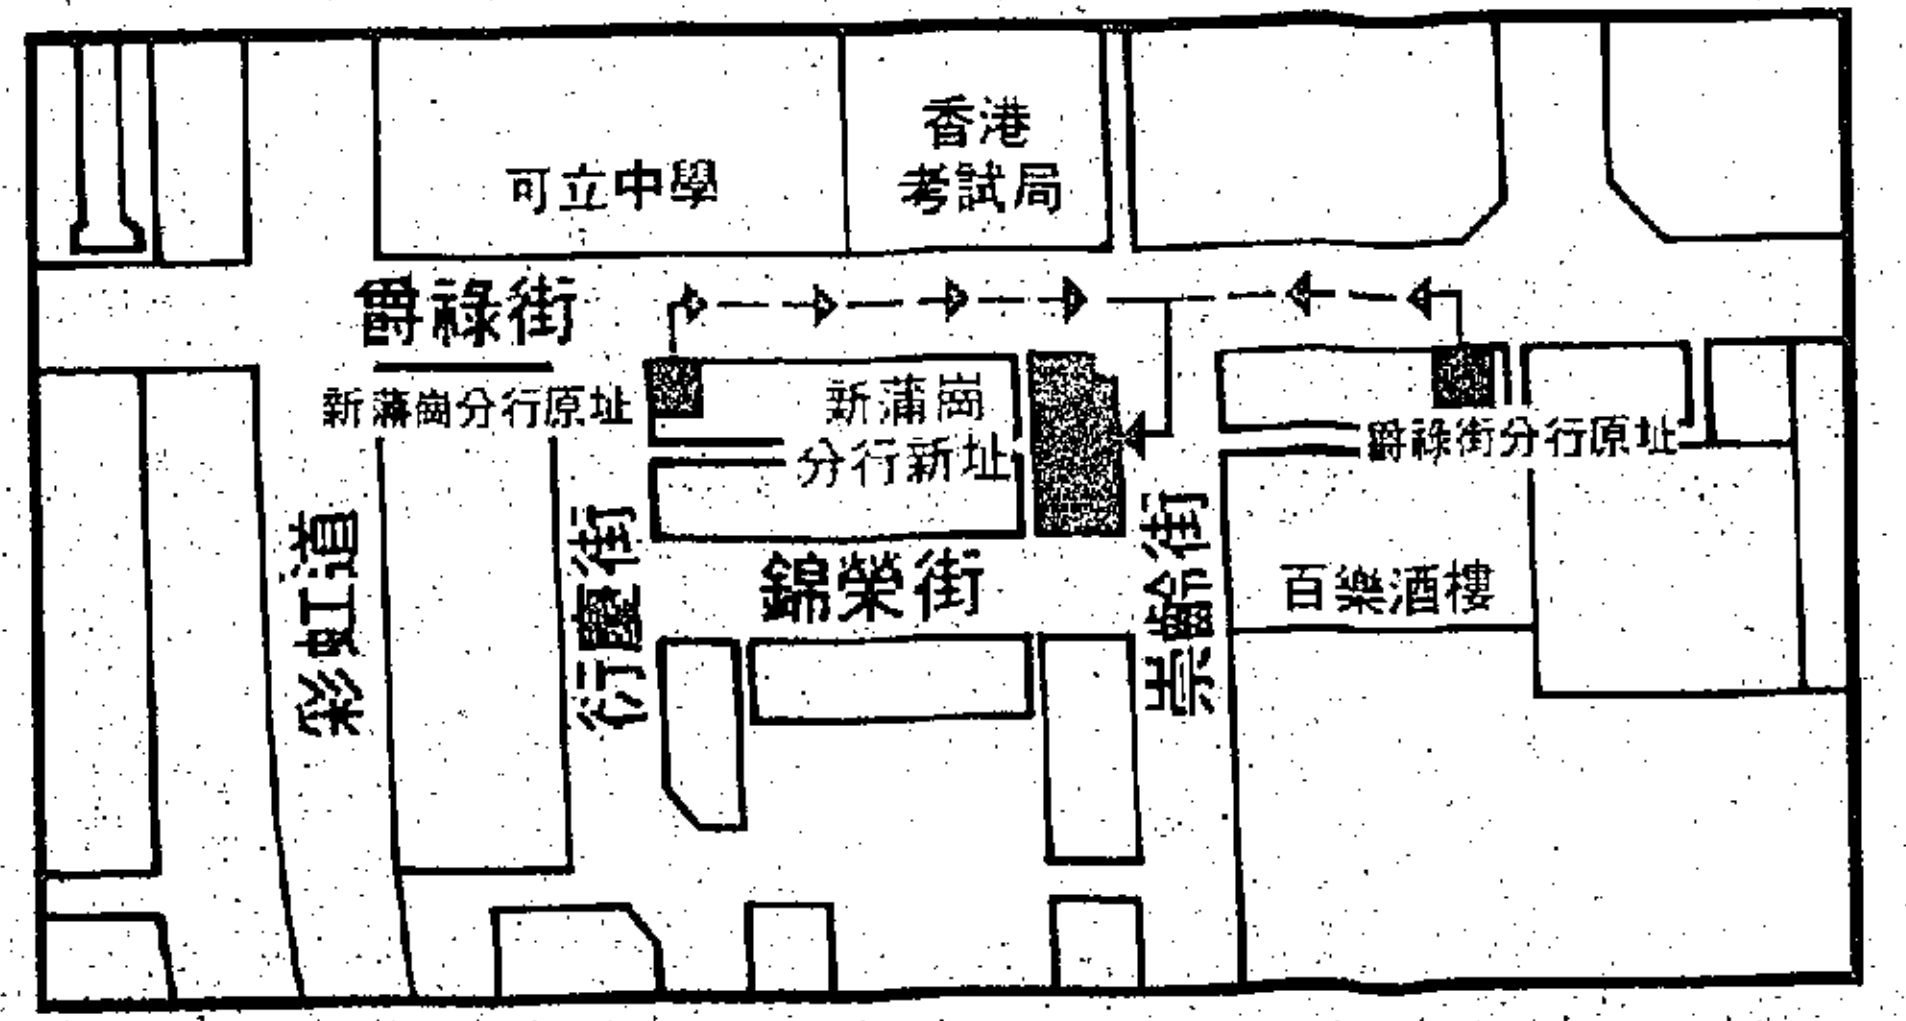 香港
考試局
可立中學
爵祿街
新蒲崗分行原址
新蒲崗
分行新址
爵祿街分行原址
彩虹道
衍慶街
錦榮街
崇齡街
百樂酒樓